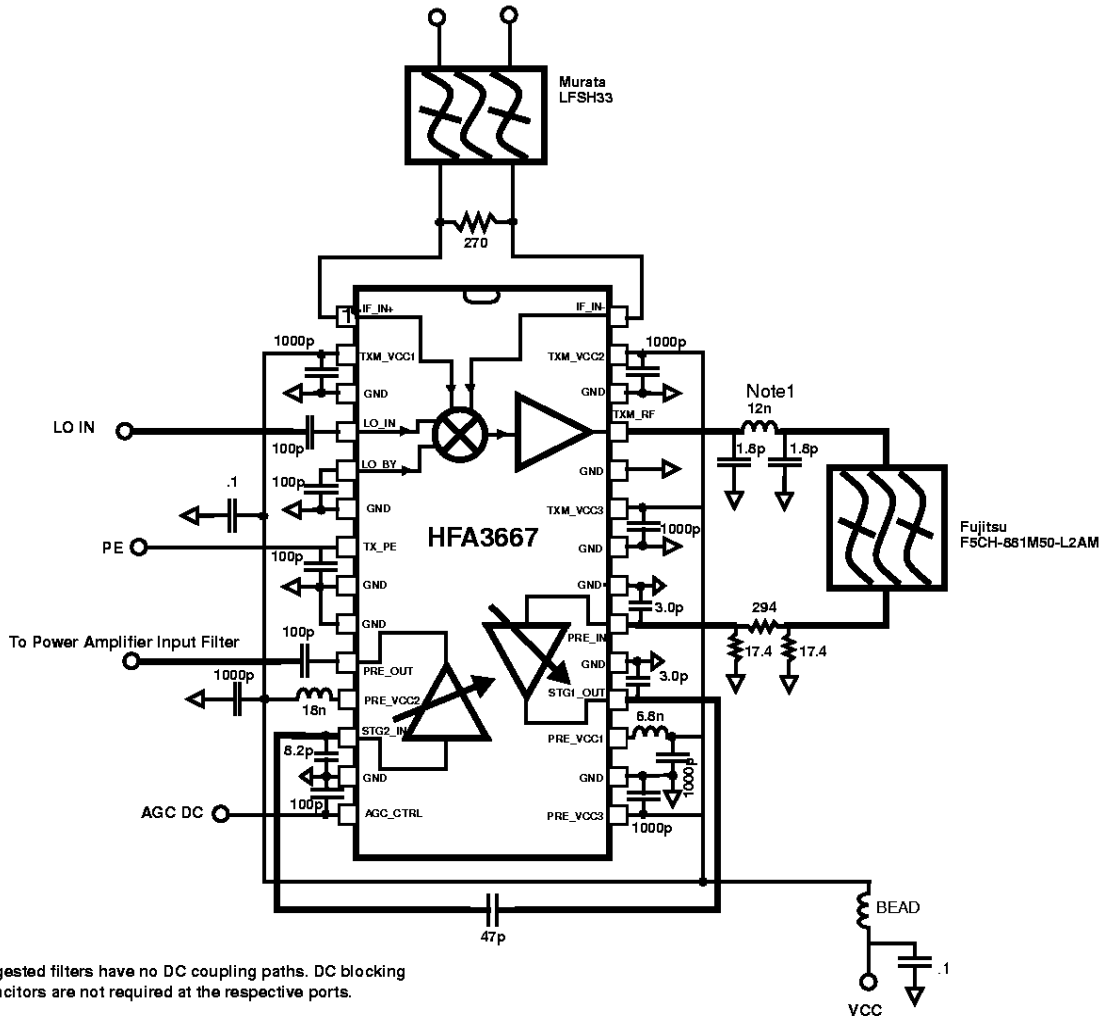 Murata
LFSH33
270
1
IF_IN+
IF_IN-
1000p
1000p
TXM_VCC1
TXM_VCC2
GND
GND
Note1
12n
TXM_RF
LO IN
LO_IN
100p
1.8p
1.8p
LO_BY
GND
100p
.1
GND
TXM_VCC3
1000p
HFA3667
Fujitsu
F5CH-881M50-L2AM
PE
TX_PE
GND
100p
GND
GND
3.0p
294
GND
PRE_IN
17.4
17.4
To Power Amplifier Input Filter
100p
PRE_OUT
GND
3.0p
1000p
STG1_OUT
18n
PRE_VCC2
6.8n
STG2_IN
PRE_VCC1
8.2p
1000p
GND
GND
100p
AGC DC
AGC_CTRL
PRE_VCC3
1000p
BEAD
47p
gested filters have no DC coupling paths. DC blocking
acitors are not required at the respective ports.
.1
VCC